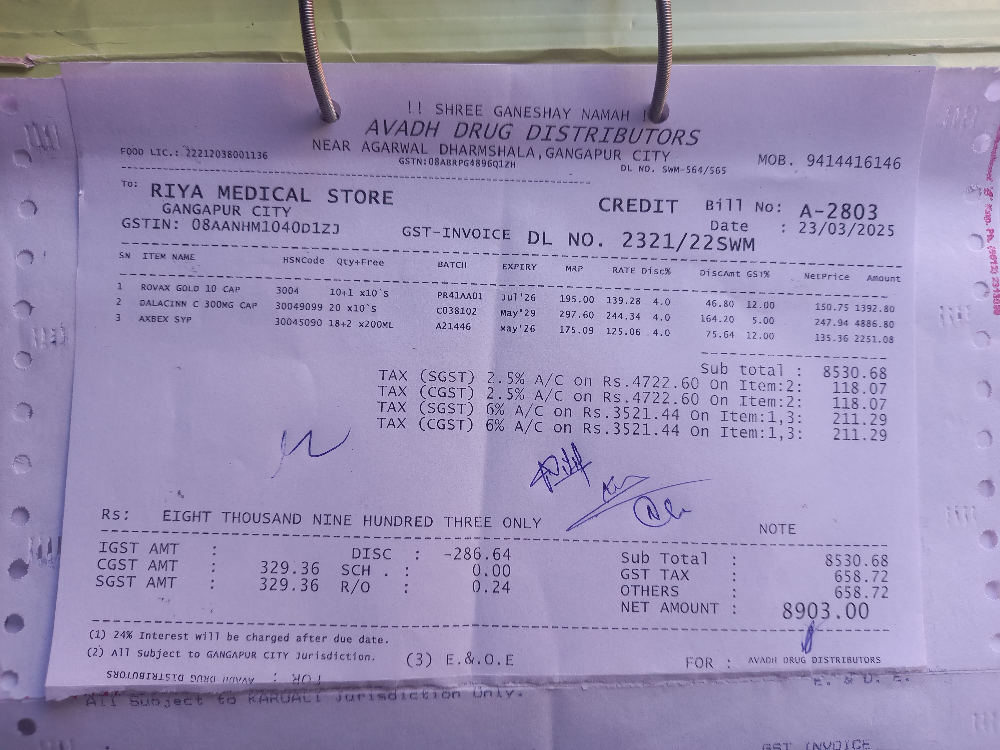 !! SHREE GANESHAY NAMAH !
AVADH DRUG DISTRIBUTORS
FOOD LIC.: 22212038001136 NEAR AGARWAL DHARMSHALA,GANGAPUR CITY MOB. 9414416146
GSTN:08ABRPG4896Q1ZH DL NO. SWM-564/565
To: RIYA MEDICAL STORE CREDIT Bill No: A-2803
GANGAPUR CITY Date : 23/03/2025
GSTIN: 08AANHM1040D1ZJ GST-INVOICE DL NO. 2321/22SWM
SN ITEM NAME HSNCode Qty+Free BATCH EXPIRY MRP RATE Disc% DiscAmt GST% NetPrice Amount
1 ROVAX GOLD 10 CAP 3004 10+1 x10`S PR41AA01 Jul'26 195.00 139.28 4.0 46.80 12.00 150.75 1392.80
2 DALACINN C 300MG CAP 30049099 20 x10`S C038102 May'29 297.60 244.34 4.0 164.20 5.00 247.94 4886.80
3 AXBEX SYP 30045090 18+2 x200ML A21446 May'26 175.09 125.06 4.0 75.64 12.00 135.36 2251.08
Sub total : 8530.68
TAX (SGST) 2.5% A/C on Rs.4722.60 On Item:2: 118.07
TAX (CGST) 2.5% A/C on Rs.4722.60 On Item:2: 118.07
TAX (SGST) 6% A/C on Rs.3521.44 On Item:1,3: 211.29
TAX (CGST) 6% A/C on Rs.3521.44 On Item:1,3: 211.29
Rs: EIGHT THOUSAND NINE HUNDRED THREE ONLY NOTE
IGST AMT : DISC : -286.64 Sub Total : 8530.68
CGST AMT : 329.36 SCH . : 0.00 GST TAX : 658.72
SGST AMT : 329.36 R/O : 0.24 OTHERS : 658.72
NET AMOUNT : 8903.00
(1) 24% Interest will be charged after due date.
(2) All Subject to GANGAPUR CITY Jurisdiction. (3) E.&.O.E FOR : AVADH DRUG DISTRIBUTORS
FOR : AVADH DRUG DISTRIBUTORS
All Subject to KARUALI Jurisdiction Only. E. & O. E.
GST INVOICE